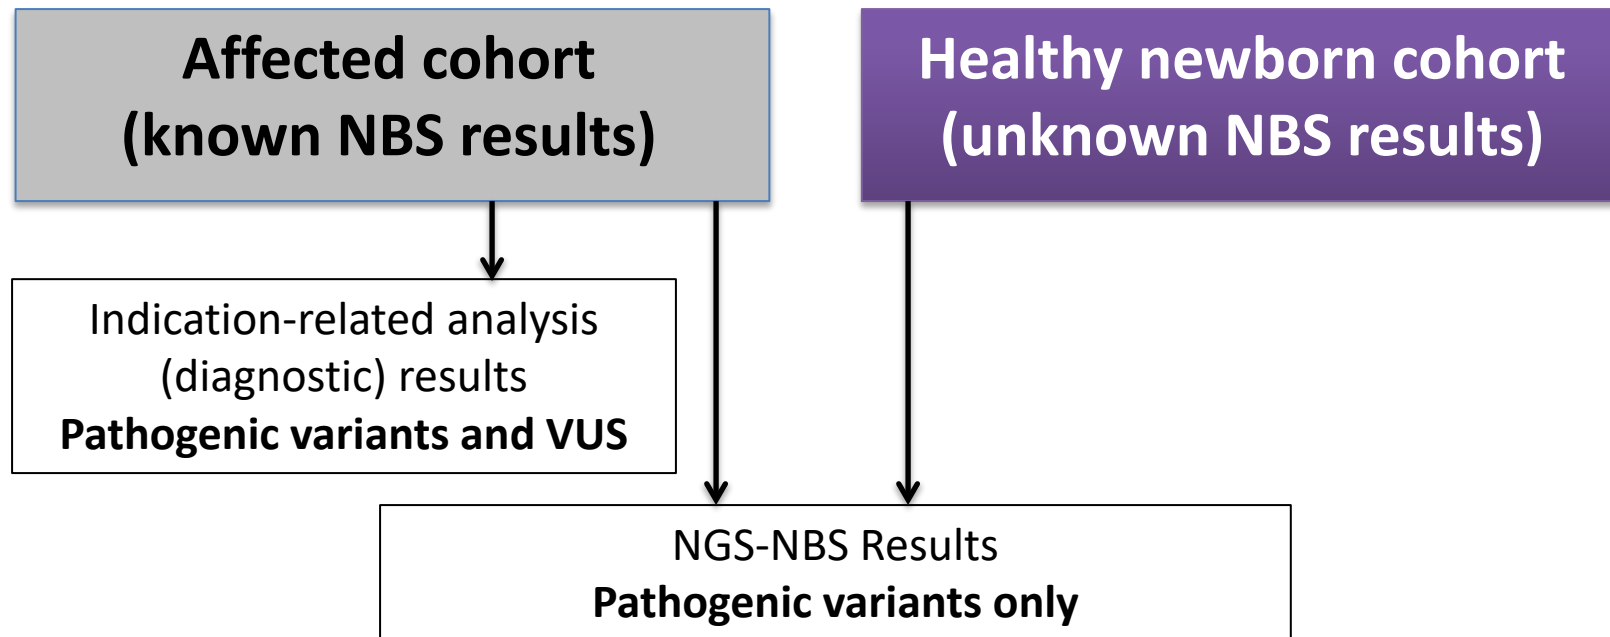 Affected cohort
(known NBS results)
Healthy newborn cohort
(unknown NBS results)
Indication-related analysis
(diagnostic) results
Pathogenic variants and VUS
NGS-NBS Results
Pathogenic variants only